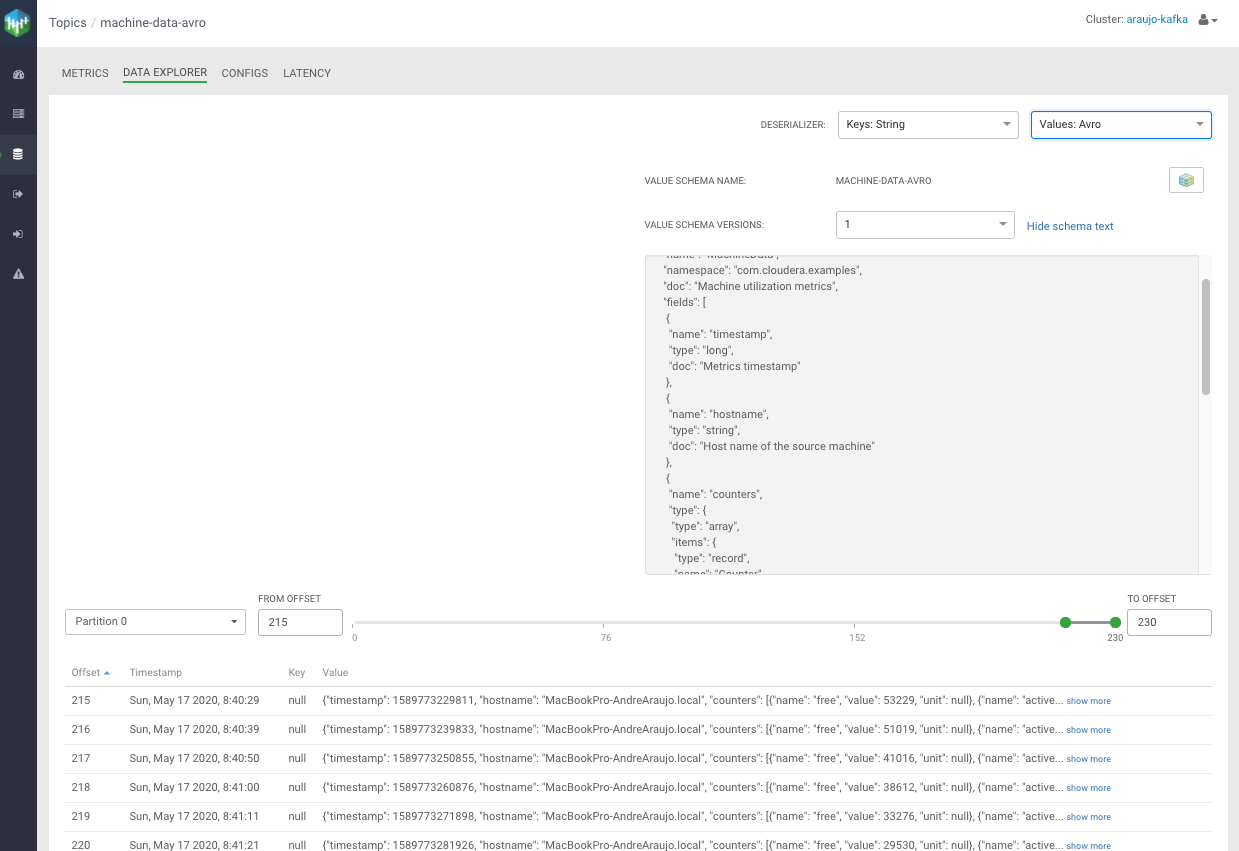 Topics / machine-data-avro
Cluster: araujo-kafka
METRICS DATA EXPLORER CONFIGS LATENCY
DESERIALIZER: Keys: String Values: Avro
VALUE SCHEMA NAME: MACHINE-DATA-AVRO
VALUE SCHEMA VERSIONS: 1 Hide schema text
"name": "MachineData",
"namespace": "com.cloudera.examples",
"doc": "Machine utilization metrics",
"fields": [
{
"name": "timestamp",
"type": "long",
"doc": "Metrics timestamp"
},
{
"name": "hostname",
"type": "string",
"doc": "Host name of the source machine"
},
{
"name": "counters",
"type": {
"type": "array",
"items": {
"type": "record",
"name": "Counter",
FROM OFFSET TO OFFSET
Partition 0 215 230
0 76 152 230
Offset Timestamp Key Value
215 Sun, May 17 2020, 8:40:29 null {"timestamp": 1589773229811, "hostname": "MacBookPro-AndreAraujo.local", "counters": [{"name": "free", "value": 53229, "unit": null}, {"name": "active... show more
216 Sun, May 17 2020, 8:40:39 null {"timestamp": 1589773239833, "hostname": "MacBookPro-AndreAraujo.local", "counters": [{"name": "free", "value": 51019, "unit": null}, {"name": "active... show more
217 Sun, May 17 2020, 8:40:50 null {"timestamp": 1589773250855, "hostname": "MacBookPro-AndreAraujo.local", "counters": [{"name": "free", "value": 41016, "unit": null}, {"name": "active... show more
218 Sun, May 17 2020, 8:41:00 null {"timestamp": 1589773260876, "hostname": "MacBookPro-AndreAraujo.local", "counters": [{"name": "free", "value": 38612, "unit": null}, {"name": "active... show more
219 Sun, May 17 2020, 8:41:11 null {"timestamp": 1589773271898, "hostname": "MacBookPro-AndreAraujo.local", "counters": [{"name": "free", "value": 33276, "unit": null}, {"name": "active... show more
220 Sun, May 17 2020, 8:41:21 null {"timestamp": 1589773281926, "hostname": "MacBookPro-AndreAraujo.local", "counters": [{"name": "free", "value": 29530, "unit": null}, {"name": "active... show more